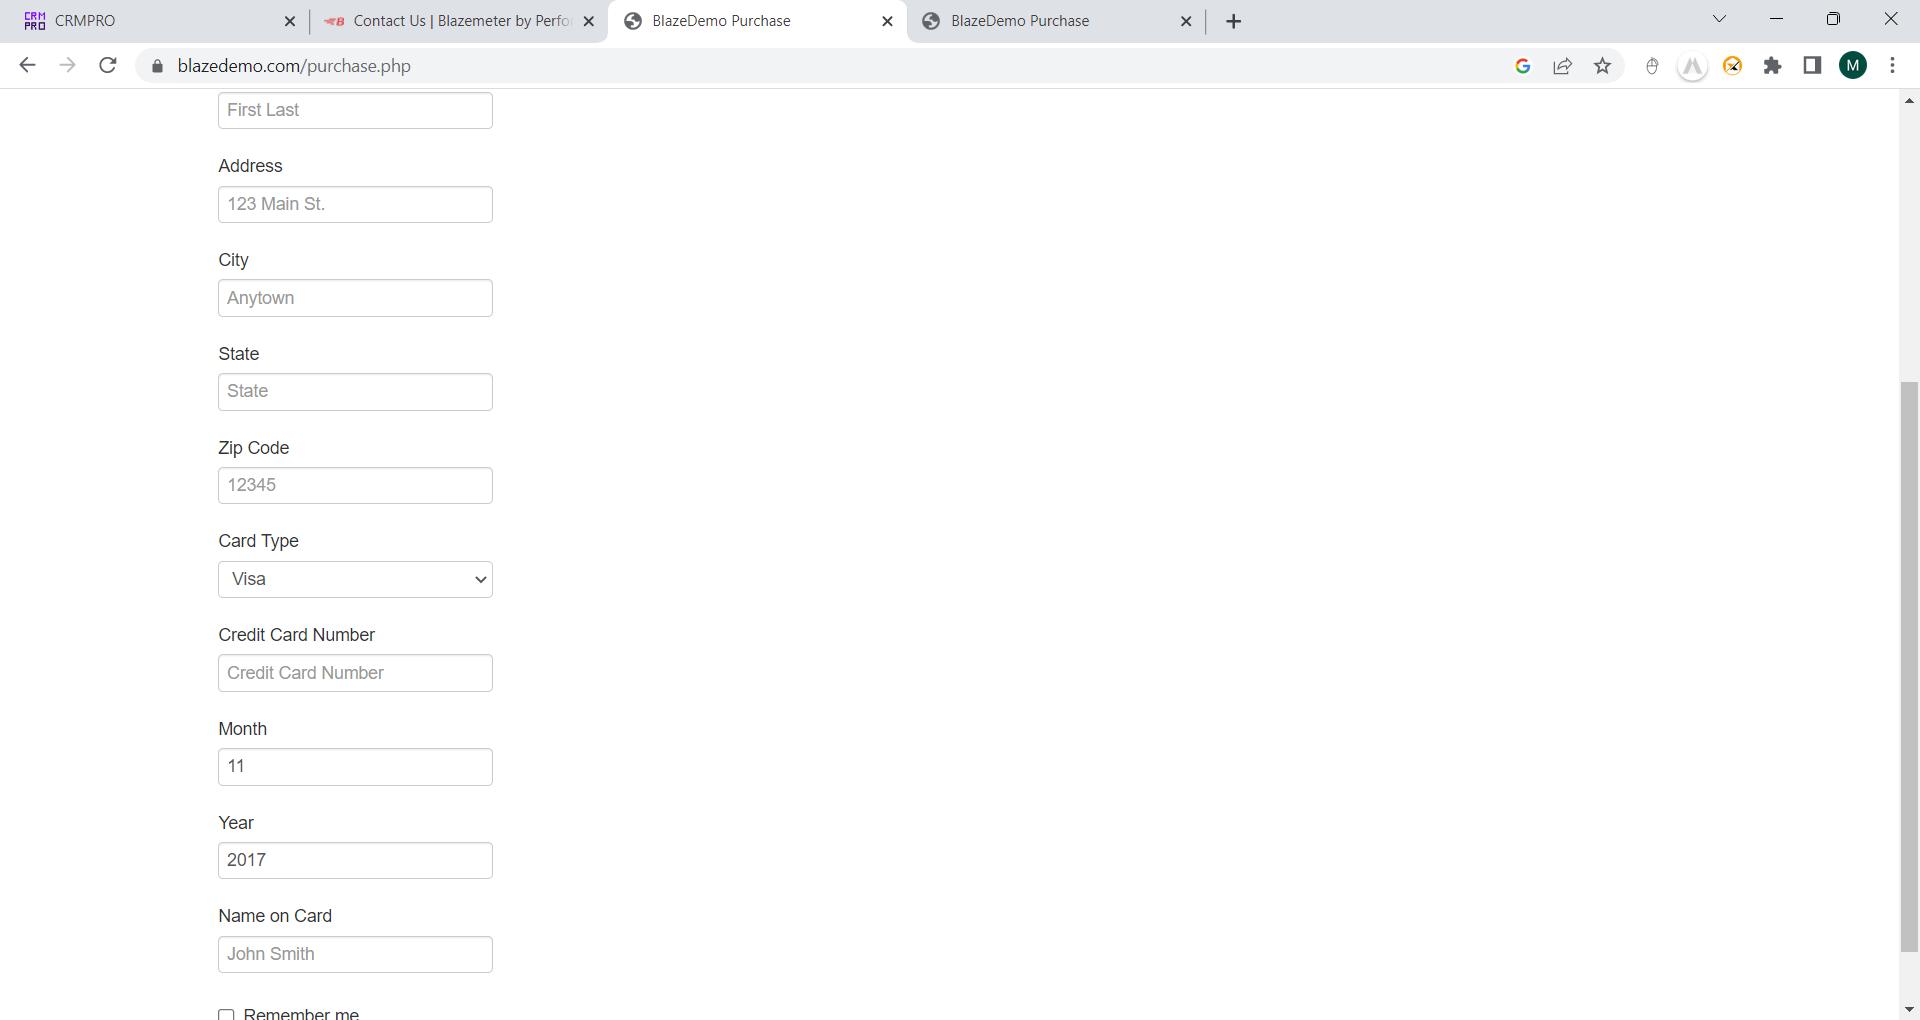 CRM
PRO
CRMPRO
B
Contact Us | Blazemeter by Perfo
BlazeDemo Purchase
BlazeDemo Purchase
blazedemo.com/purchase.php
G
M
First Last
Address
123 Main St.
City
Anytown
State
State
Zip Code
12345
Card Type
Visa
Credit Card Number
Credit Card Number
Month
11
Year
2017
Name on Card
John Smith
Remember me